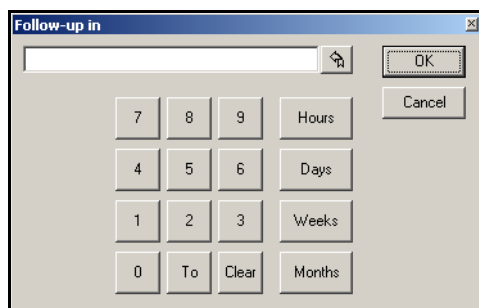 Follow-up in
OK
Cancel
7 8 9 Hours
4 5 6 Days
1 2 3 Weeks
0 To Clear Months